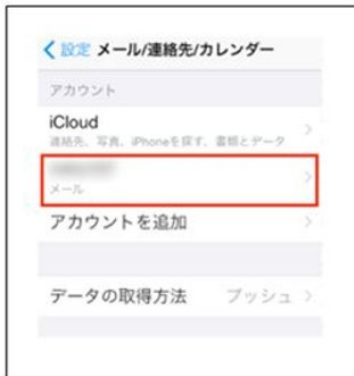 設定 メール/連絡先/カレンダー
アカウント
iCloud
連絡先、写真、iPhoneを探す、書類とデータ
メール
アカウントを追加
データの取得方法 プッシュ